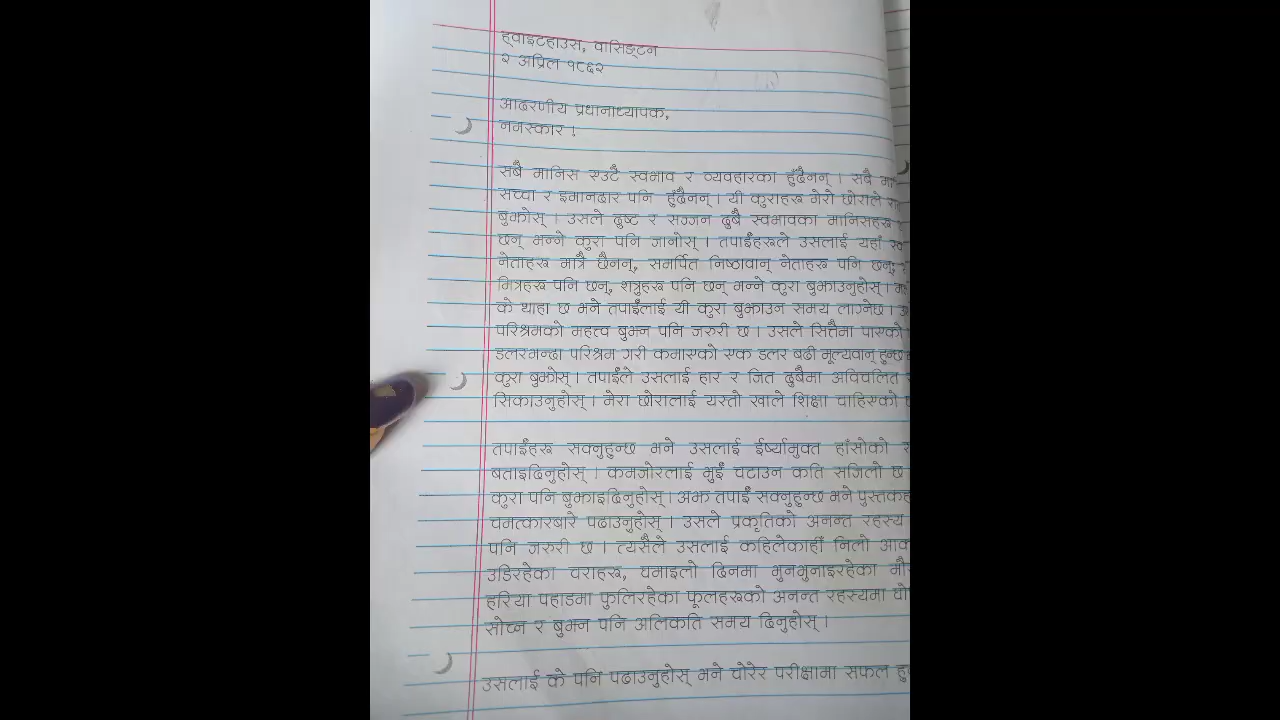 ह्वाइटहाउस, वासिङ्टन
२ अप्रिल १८६२
आदरणीय प्रधानाध्यापक,
नमस्कार !
सबै मानिस एउटै स्वभाव र व्यवहारका हुँदैनन् । सबै
सच्चा र इमानदार पनि हुँदैनन् । यी कुराहरू मेरो छोराले
बुझोस् । उसले दुष्ट र सज्जन दुबै स्वभावका मानिसहरू
छन् भन्ने कुरा पनि जानोस् । तपाईंहरूले उसलाई यहाँ
नेताहरू मात्रै छैनन्, समर्पित निष्ठावान् नेताहरू पनि छन्;
मित्रहरू पनि छन्, शत्रुहरू पनि छन् भन्ने कुरा बुझाउनुहोस् ।
के थाहा छ भने तपाईंलाई यी कुरा बुझाउन समय लाग्नेछ ।
परिश्रमको महत्त्व बुझ्न पनि जरुरी छ । उसले सित्तैमा पाएको
डलरभन्दा परिश्रम गरी कमाएको एक डलर बढी मूल्यवान् हुन्छ
कुरा बुझोस् । तपाईंले उसलाई हार र जित दुबैमा अविचलित
सिकाउनुहोस् । मेरा छोरालाई यस्तो खाले शिक्षा चाहिएको
तपाईंहरू सक्नुहुन्छ भने उसलाई ईर्ष्यामुक्त हाँसोको
बताइदिनुहोस् । कमजोरलाई भुइँ चटाउन कति सजिलो छ
कुरा पनि बुझाइदिनुहोस् । अझ तपाईं सक्नुहुन्छ भने
चमत्कारबारे पढाउनुहोस् । उसले प्रकृतिको अनन्त रहस्य
पनि जरुरी छ । त्यसैले उसलाई कहिलेकाहीँ निलो
उडिरहेका चराहरू, घमाइलो दिनमा भुनभुनाइरहेका
हरिया पहाडमा फुलिरहेका फूलहरूको अनन्त रहस्यमा
सोच्न र बुझ्न पनि अलिकति समय दिनुहोस् ।
उसलाई के पनि पढाउनुहोस् भने चोरेर परीक्षामा सफल